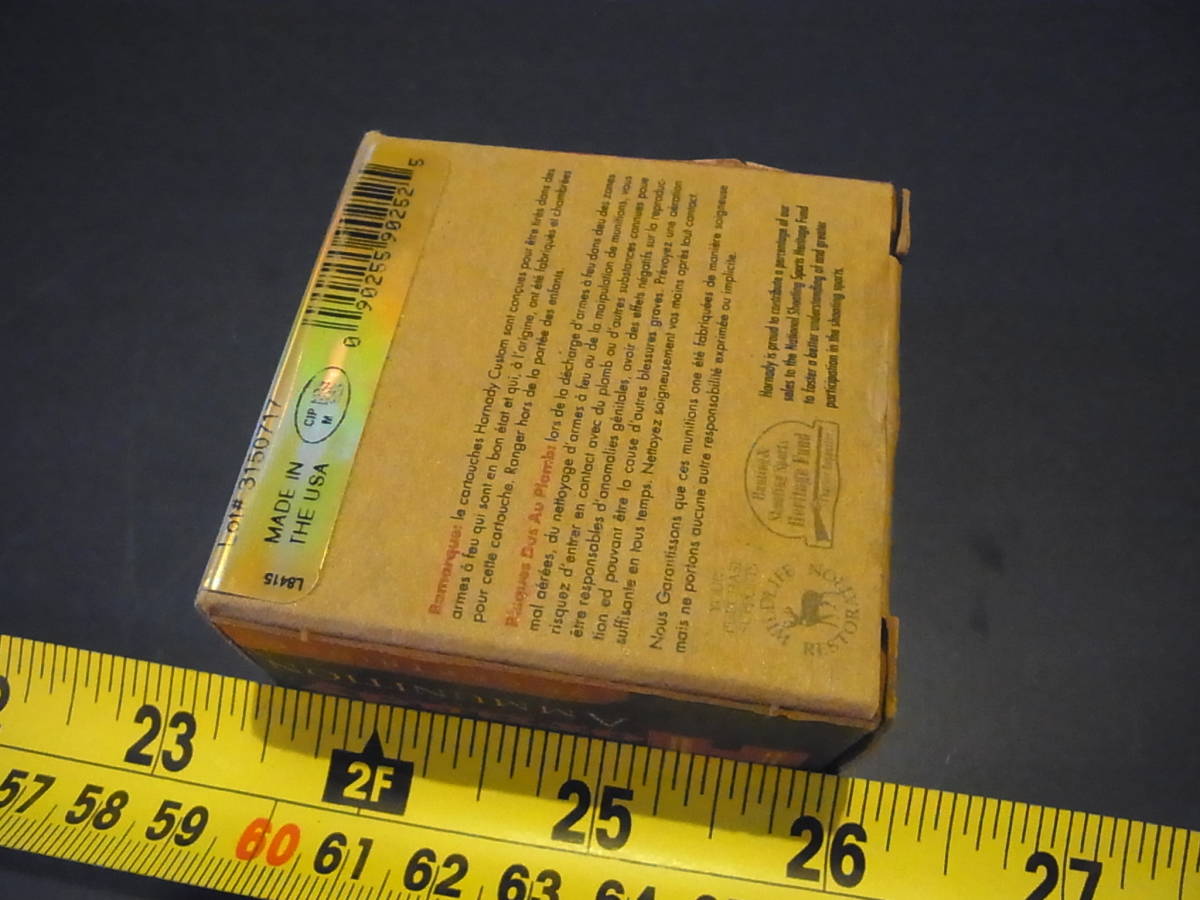 0 90255 90252 5
Lot# 3150717
MADE IN
THE USA
CIP
M
L8415
Remarque: le cartouches Hornady Custom sont conçues pour être tirés dans des
armes á feu qui sont en bon état et qui, à l'origine, ont été fabriqués et chambrées
pour cette cartouche. Ranger hors de la portée des enfants.
Risques Dus Au Plomb: lors de la décharge d'armes á feu dans deu des zones
mal aérées, du nettoyage d'armes á feu ou de la maipulation de munitions, vous
risquez d'entrer en contact avec du plomb ou d'autres substances connues pour
être responsables d'anomalies génitales, avoir des effets négatifs sur la reproduc-
tion ed pouvant être la cause d'autres blessures graves. Prévoyez une aération
suffisante en tous temps. Nettoyez soigneusement vos mains après tout contact.
Nous Garantissons que ces munitions one été fabriquées de manière soigneuse
mais ne portons aucune autre responsabilité exprimée ou implicite.
WILDLIFE
RESTORATION
Hunting &
Shooting Sports
Heritage Fund
Hornady is proud to contribute a percentage of our
sales to the National Shooting Sports Heritage Fund
to foster a better understanding of and greater
participation in the shooting sports.
AMMUNITION
23 2F 25 26 27
57 58 59 60 61 62 63 64